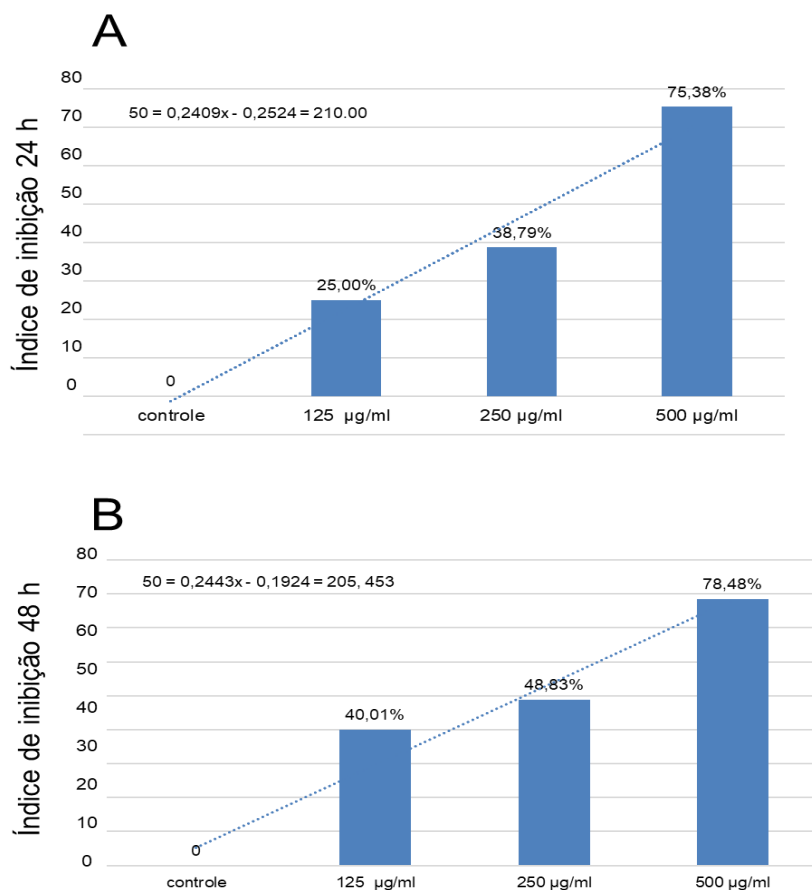 A
Índice de inibição 24 h
80
70
60
50
40
30
20
10
0
50 = 0,2409x - 0,2524 = 210.00
0
25,00%
38,79%
75,38%
controle
125 µg/ml
250 µg/ml
500 µg/ml
B
Índice de inibição 48 h
80
70
60
50
40
30
20
10
0
50 = 0,2443x - 0,1924 = 205, 453
0
40,01%
48,83%
78,48%
controle
125 µg/ml
250 µg/ml
500 µg/ml